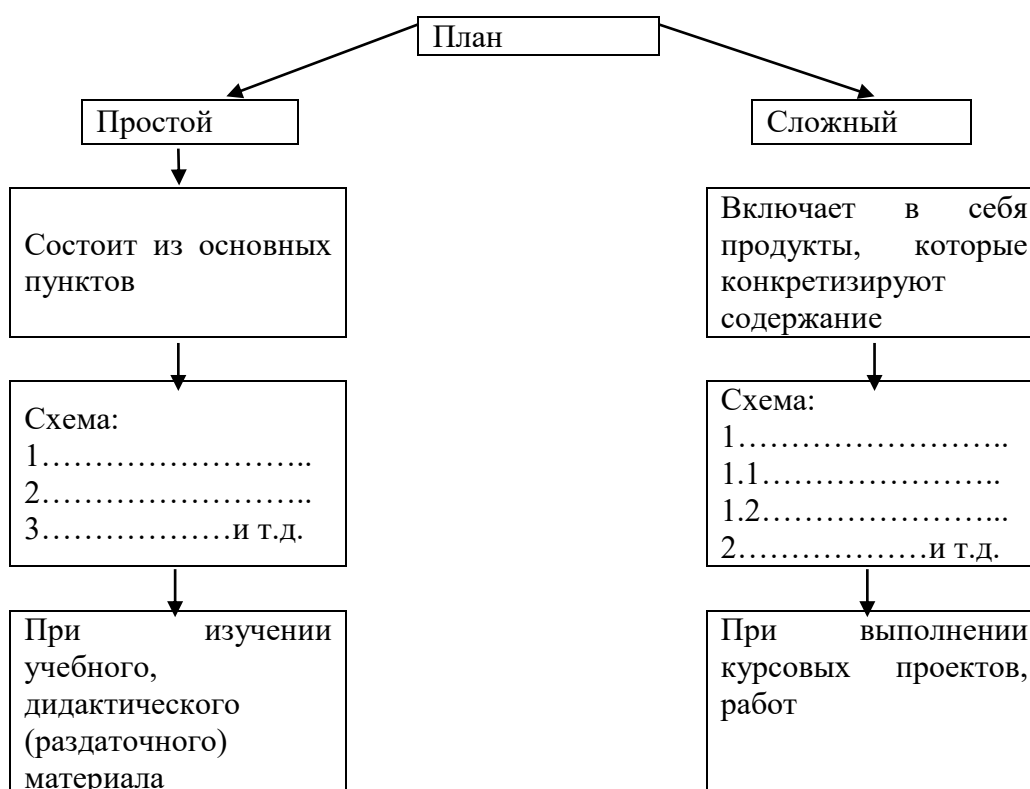 План
Простой
Сложный
Состоит из основных
пунктов
Включает в себя
продукты, которые
конкретизируют
содержание
Схема:
1……………………..
2……………………..
3………………и т.д.
Схема:
1……………………..
1.1…………………..
1.2…………………...
2………………и т.д.
При изучении
учебного,
дидактического
(раздаточного)
материала
При выполнении
курсовых проектов,
работ